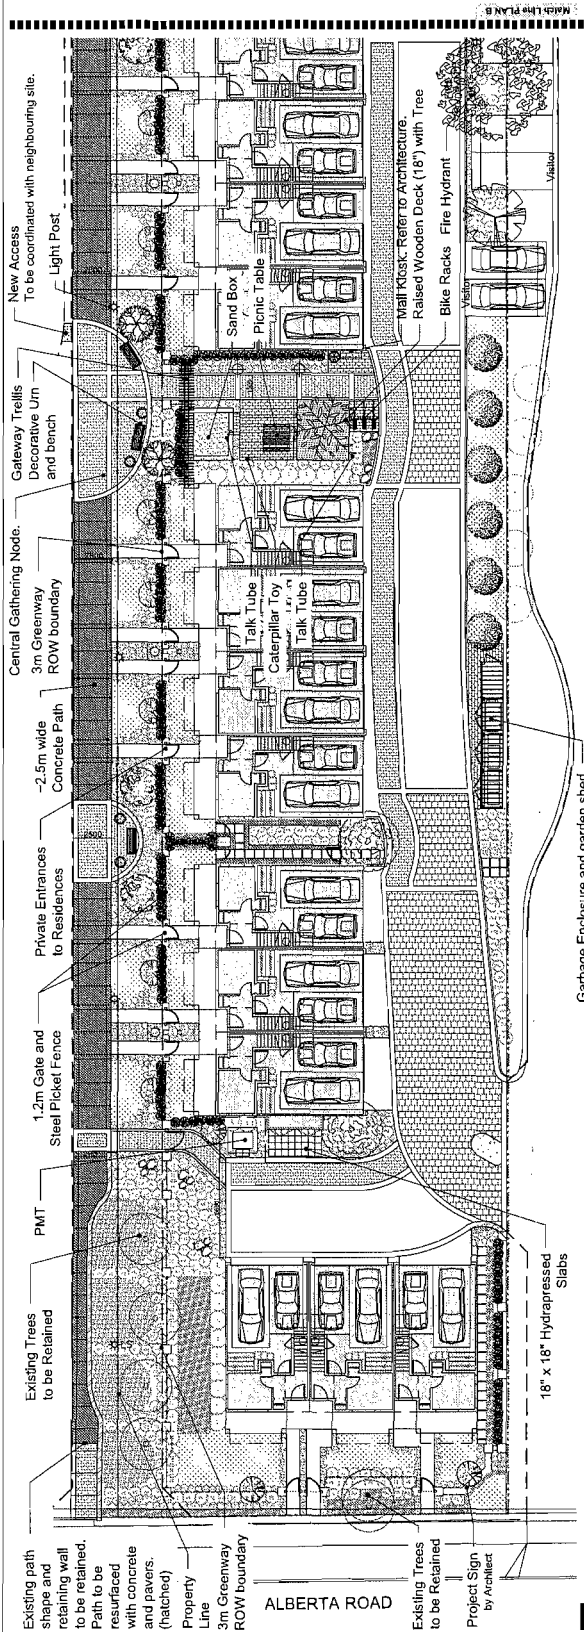 Match Line PLAN B
New Access
To be coordinated with neighbouring site.
Light Post
Gateway Trellis
Decorative Urn
and bench
Central Gathering Node.
3m Greenway
ROW boundary
~2.5m wide
Concrete Path
Private Entrances
to Residences
1.2m Gate and
Steel Picket Fence
PMT
Existing Trees
to be Retained
Existing path
shape and
retaining wall
to be retained.
Path to be
resurfaced
with concrete
and pavers.
(hatched)
Property
Line
3m Greenway
ROW boundary
ALBERTA ROAD
Existing Trees
to be Retained
Project Sign
by Architect
18" x 18" Hydrapressed
Slabs
Garbage Enclosure and garden shed
Sand Box
Picnic Table
Talk Tube
Caterpillar Toy
Talk Tube
Mail Kiosk. Refer to Architecture.
Raised Wooden Deck (18") with Tree
Bike Racks
Fire Hydrant
Visitor
Visitor
2500